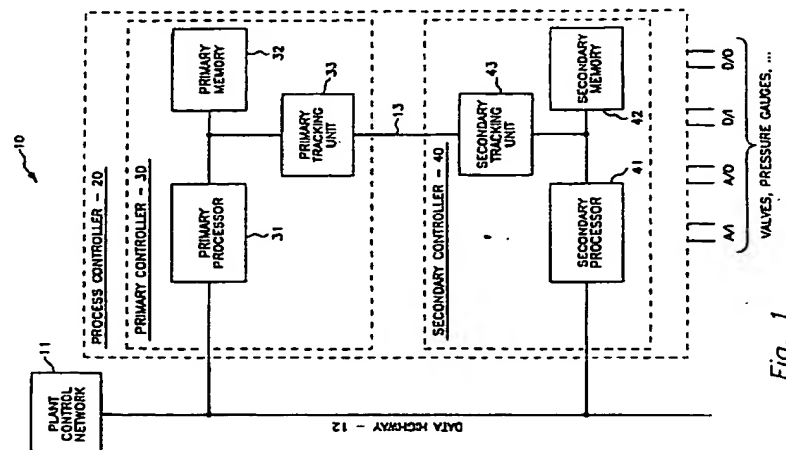 10
11
PLANT
CONTROL
NETWORK
DATA HIGHWAY - 12
PROCESS CONTROLLER - 20
PRIMARY CONTROLLER - 30
PRIMARY
PROCESSOR
31
PRIMARY
MEMORY
32
PRIMARY
TRACKING
UNIT
33
13
SECONDARY CONTROLLER - 40
SECONDARY
TRACKING
UNIT
43
SECONDARY
PROCESSOR
41
SECONDARY
MEMORY
42
A/I
A/O
D/I
D/O
VALVES, PRESSURE GAUGES, ...
Fig. 1